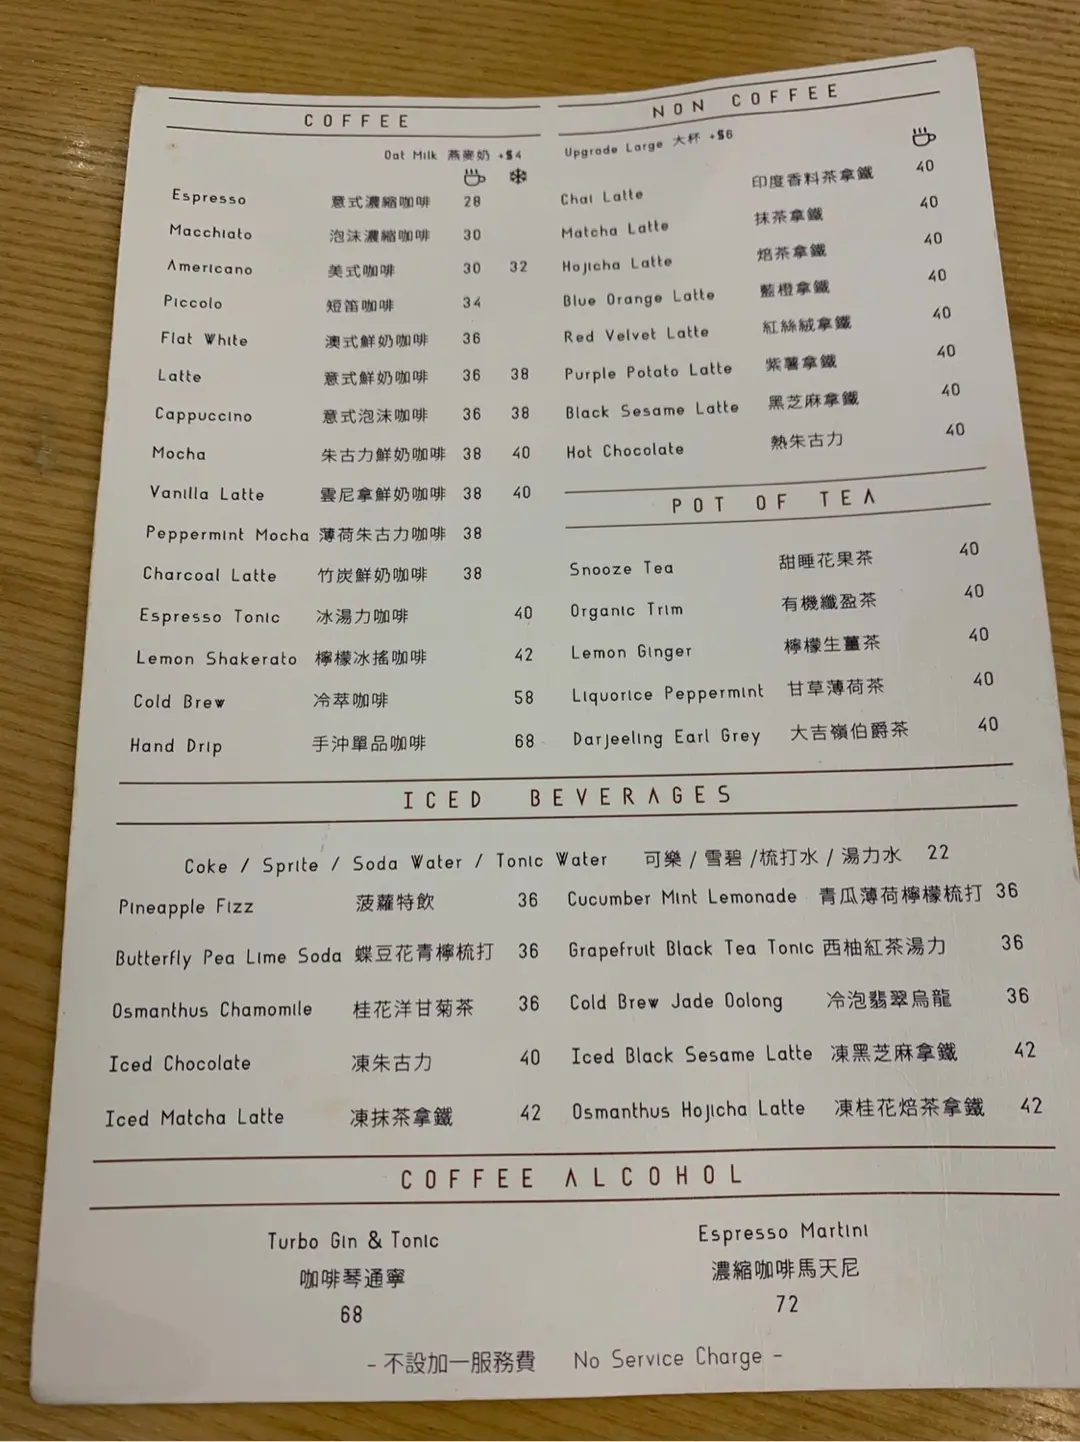 COFFEE
Oat Milk 燕麥奶 +$4
Espresso 意式濃縮咖啡 28
Macchiato 泡沫濃縮咖啡 30
Americano 美式咖啡 30 32
Piccolo 短笛咖啡 34
Flat White 澳式鮮奶咖啡 36
Latte 意式鮮奶咖啡 36 38
Cappuccino 意式泡沫咖啡 36 38
Mocha 朱古力鮮奶咖啡 38 40
Vanilla Latte 雲尼拿鮮奶咖啡 38 40
Peppermint Mocha 薄荷朱古力咖啡 38
Charcoal Latte 竹炭鮮奶咖啡 38
Espresso Tonic 冰湯力咖啡 40
Lemon Shakerato 檸檬冰搖咖啡 42
Cold Brew 冷萃咖啡 58
Hand Drip 手沖單品咖啡 68
NON COFFEE
Upgrade Large 大杯 +$6
Chai Latte 印度香料茶拿鐵 40
Matcha Latte 抹茶拿鐵 40
Hojicha Latte 焙茶拿鐵 40
Blue Orange Latte 藍橙拿鐵 40
Red Velvet Latte 紅絲絨拿鐵 40
Purple Potato Latte 紫薯拿鐵 40
Black Sesame Latte 黑芝麻拿鐵 40
Hot Chocolate 熱朱古力 40
POT OF TEA
Snooze Tea 甜睡花果茶 40
Organic Trim 有機纖盈茶 40
Lemon Ginger 檸檬生薑茶 40
Liquorice Peppermint 甘草薄荷茶 40
Darjeeling Earl Grey 大吉嶺伯爵茶 40
ICED BEVERAGES
Coke / Sprite / Soda Water / Tonic Water 可樂 / 雪碧 /梳打水 / 湯力水 22
Pineapple Fizz 菠蘿特飲 36
Cucumber Mint Lemonade 青瓜薄荷檸檬梳打 36
Butterfly Pea Lime Soda 蝶豆花青檸梳打 36
Grapefruit Black Tea Tonic 西柚紅茶湯力 36
Osmanthus Chamomile 桂花洋甘菊茶 36
Cold Brew Jade Oolong 冷泡翡翠烏龍 36
Iced Chocolate 凍朱古力 40
Iced Black Sesame Latte 凍黑芝麻拿鐵 42
Iced Matcha Latte 凍抹茶拿鐵 42
Osmanthus Hojicha Latte 凍桂花焙茶拿鐵 42
COFFEE ALCOHOL
Turbo Gin & Tonic
咖啡琴通寧
68
Espresso Martini
濃縮咖啡馬天尼
72
- 不設加一服務費 No Service Charge -